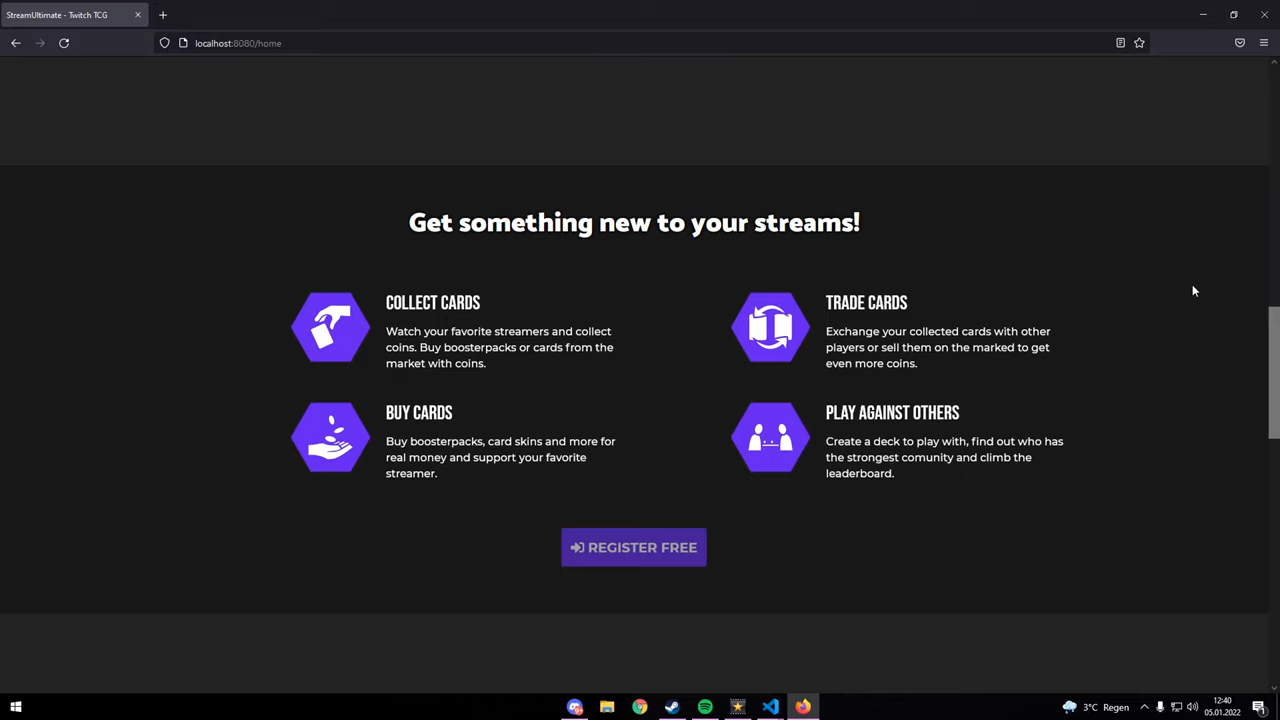 StreamUltimate - Twitch TCG
localhost:8080/home
Get something new to your streams!
COLLECT CARDS
Watch your favorite streamers and collect
coins. Buy boosterpacks or cards from the
market with coins.
TRADE CARDS
Exchange your collected cards with other
players or sell them on the marked to get
even more coins.
BUY CARDS
Buy boosterpacks, card skins and more for
real money and support your favorite
streamer.
PLAY AGAINST OTHERS
Create a deck to play with, find out who has
the strongest comunity and climb the
leaderboard.
REGISTER FREE
3°C Regen
12:40
05.01.2022